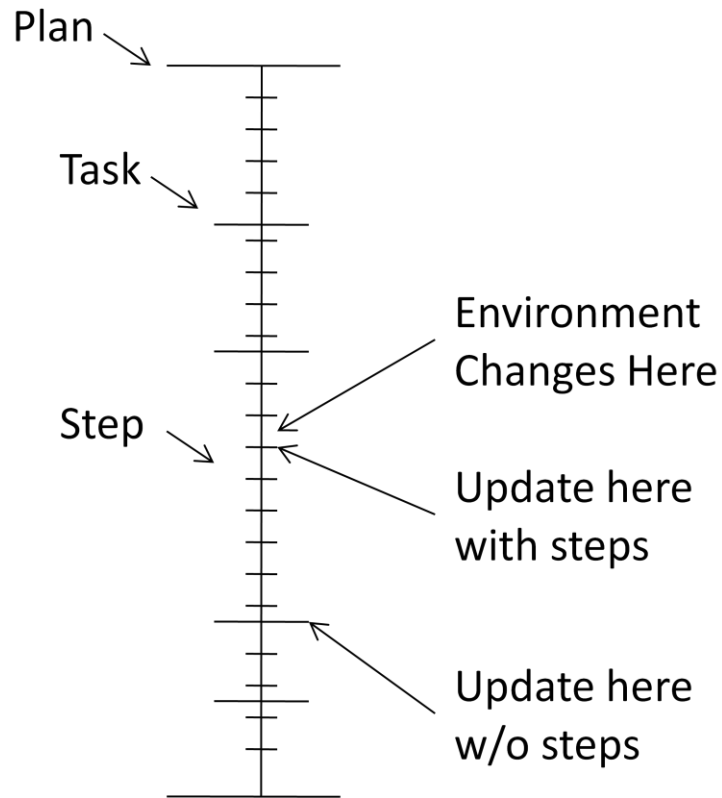 Plan
Task
Environment
Changes Here
Step
Update here
with steps
Update here
w/o steps